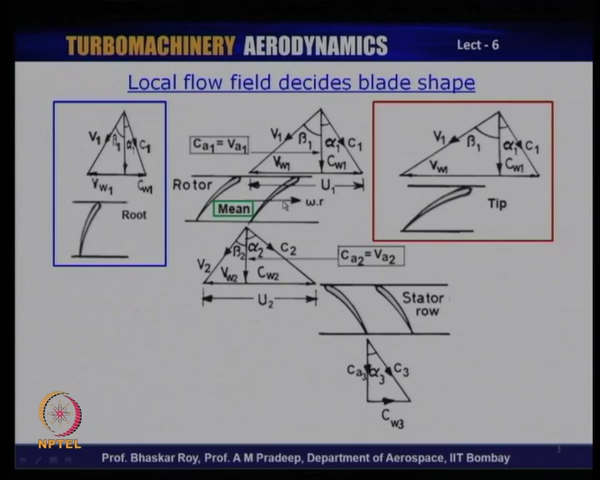 TURBOMACHINERY AERODYNAMICS
Lect - 6
Local flow field decides blade shape
V1 β1 α1 C1
Vw1 Cw1
Root
Ca1 = Va1
V1 β1 α1 C1
Vw1 Cw1
U1
Rotor
Mean
ω.r
V1 β1 α1 C1
Vw1 Cw1
Tip
V2 β2 α2 C2
Vw2 Cw2
U2
Ca2 = Va2
Stator
row
Ca3 α3 C3
Cw3
NPTEL
Prof. Bhaskar Roy, Prof. A M Pradeep, Department of Aerospace, IIT Bombay
3